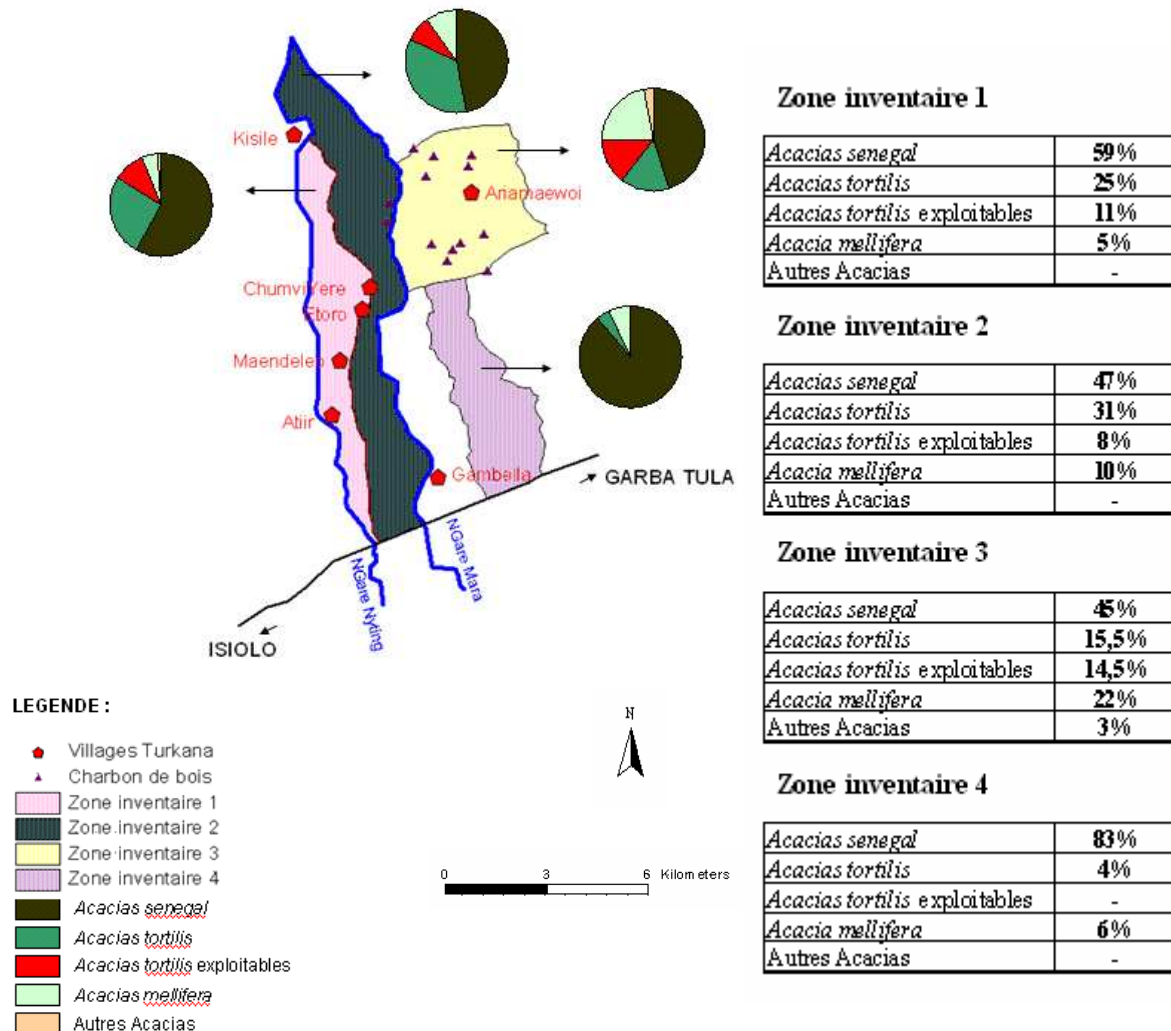 Kisile
Anamaewoi
Chumvi Yere
Etoro
Maendeleo
Atiir
Gambella
GARBA TULA
NGare Mara
NGare Nyting
ISIOLO
LEGENDE :
Villages Turkana
Charbon de bois
Zone inventaire 1
Zone inventaire 2
Zone inventaire 3
Zone inventaire 4
Acacias senegal
Acacias tortilis
Acacias tortilis exploitables
Acacias mellifera
Autres Acacias
N
0 3 6 Kilometers
Zone inventaire 1
Acacias senegal 59%
Acacias tortilis 25%
Acacias tortilis exploitables 11%
Acacia mellifera 5%
Autres Acacias -
Zone inventaire 2
Acacias senegal 47%
Acacias tortilis 31%
Acacias tortilis exploitables 8%
Acacia mellifera 10%
Autres Acacias -
Zone inventaire 3
Acacias senegal 45%
Acacias tortilis 15,5%
Acacias tortilis exploitables 14,5%
Acacia mellifera 22%
Autres Acacias 3%
Zone inventaire 4
Acacias senegal 83%
Acacias tortilis 4%
Acacias tortilis exploitables -
Acacia mellifera 6%
Autres Acacias -